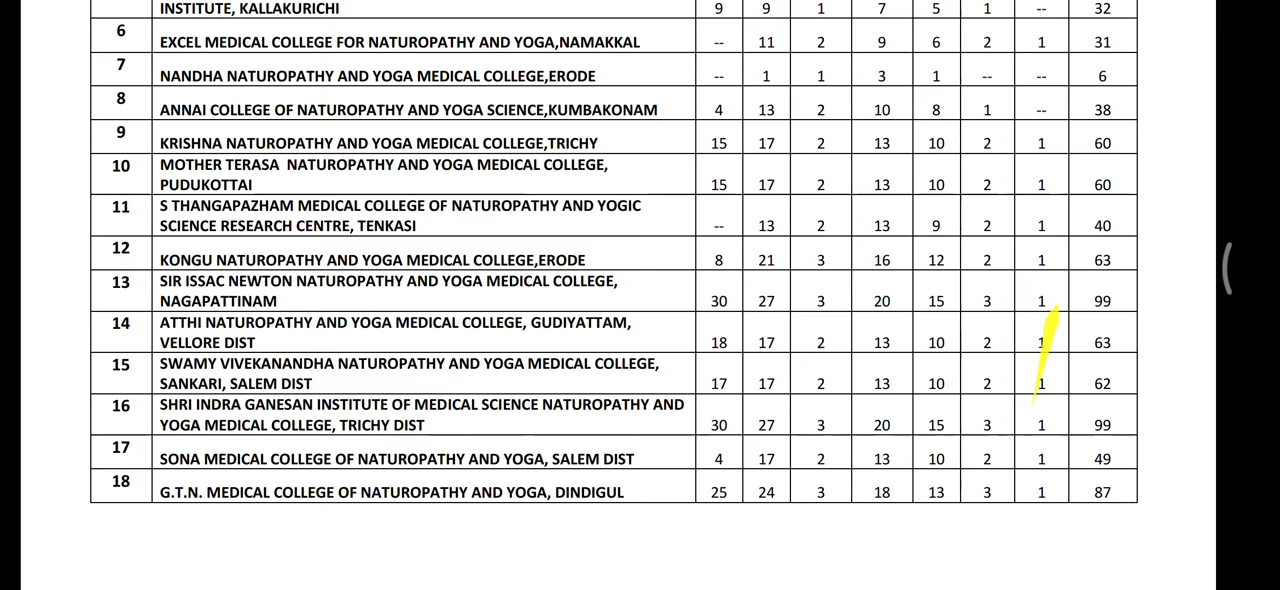 INSTITUTE, KALLAKURICHI 9 9 1 7 5 1 -- 32
6 EXCEL MEDICAL COLLEGE FOR NATUROPATHY AND YOGA,NAMAKKAL -- 11 2 9 6 2 1 31
7 NANDHA NATUROPATHY AND YOGA MEDICAL COLLEGE,ERODE -- 1 1 3 1 -- -- 6
8 ANNAI COLLEGE OF NATUROPATHY AND YOGA SCIENCE,KUMBAKONAM 4 13 2 10 8 1 -- 38
9 KRISHNA NATUROPATHY AND YOGA MEDICAL COLLEGE,TRICHY 15 17 2 13 10 2 1 60
10 MOTHER TERASA NATUROPATHY AND YOGA MEDICAL COLLEGE,
PUDUKOTTAI 15 17 2 13 10 2 1 60
11 S THANGAPAZHAM MEDICAL COLLEGE OF NATUROPATHY AND YOGIC
SCIENCE RESEARCH CENTRE, TENKASI -- 13 2 13 9 2 1 40
12 KONGU NATUROPATHY AND YOGA MEDICAL COLLEGE,ERODE 8 21 3 16 12 2 1 63
13 SIR ISSAC NEWTON NATUROPATHY AND YOGA MEDICAL COLLEGE,
NAGAPATTINAM 30 27 3 20 15 3 1 99
14 ATTHI NATUROPATHY AND YOGA MEDICAL COLLEGE, GUDIYATTAM,
VELLORE DIST 18 17 2 13 10 2 1 63
15 SWAMY VIVEKANANDHA NATUROPATHY AND YOGA MEDICAL COLLEGE,
SANKARI, SALEM DIST 17 17 2 13 10 2 1 62
16 SHRI INDRA GANESAN INSTITUTE OF MEDICAL SCIENCE NATUROPATHY AND
YOGA MEDICAL COLLEGE, TRICHY DIST 30 27 3 20 15 3 1 99
17 SONA MEDICAL COLLEGE OF NATUROPATHY AND YOGA, SALEM DIST 4 17 2 13 10 2 1 49
18 G.T.N. MEDICAL COLLEGE OF NATUROPATHY AND YOGA, DINDIGUL 25 24 3 18 13 3 1 87